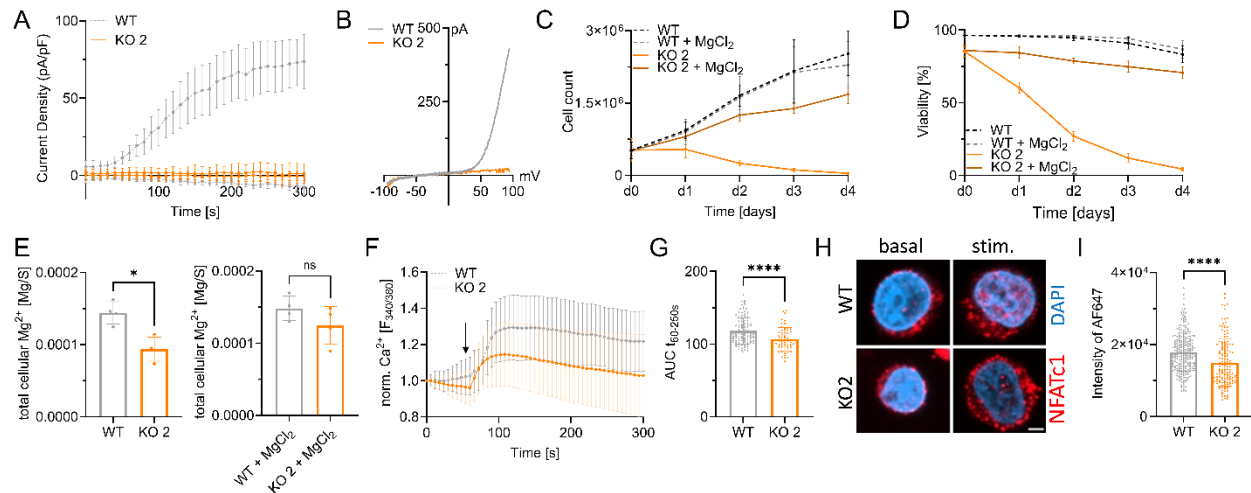 A
Current Density (pA/pF)
100
75
50
25
0
100
200
300
Time [s]
WT
KO 2
B
WT
KO 2
500
pA
250
-100
-50
50
100
mV
C
Cell count
3×10⁶
1.5×10⁶
0
d0
d1
d2
d3
d4
Time [days]
WT
WT + MgCl₂
KO 2
KO 2 + MgCl₂
D
Viability [%]
100
75
50
25
0
d0
d1
d2
d3
d4
Time [days]
WT
WT + MgCl₂
KO 2
KO 2 + MgCl₂
E
total cellular Mg²⁺ [Mg/S]
0.0002
0.0001
0.0000
*
WT
KO 2
total cellular Mg²⁺ [Mg/S]
0.0002
0.0001
0.0000
ns
WT + MgCl₂
KO 2 + MgCl₂
F
norm. Ca²⁺ [F₃₄₀/₃₈₀]
1.6
1.4
1.2
1.0
0.8
0
100
200
300
Time [s]
WT
KO 2
G
AUC t₆₀₋₂₅₀ₛ
200
150
100
50
0
****
WT
KO 2
H
basal
stim.
WT
KO2
DAPI
NFATc1
I
Intensity of AF647
4×10⁴
2×10⁴
0
****
WT
KO 2